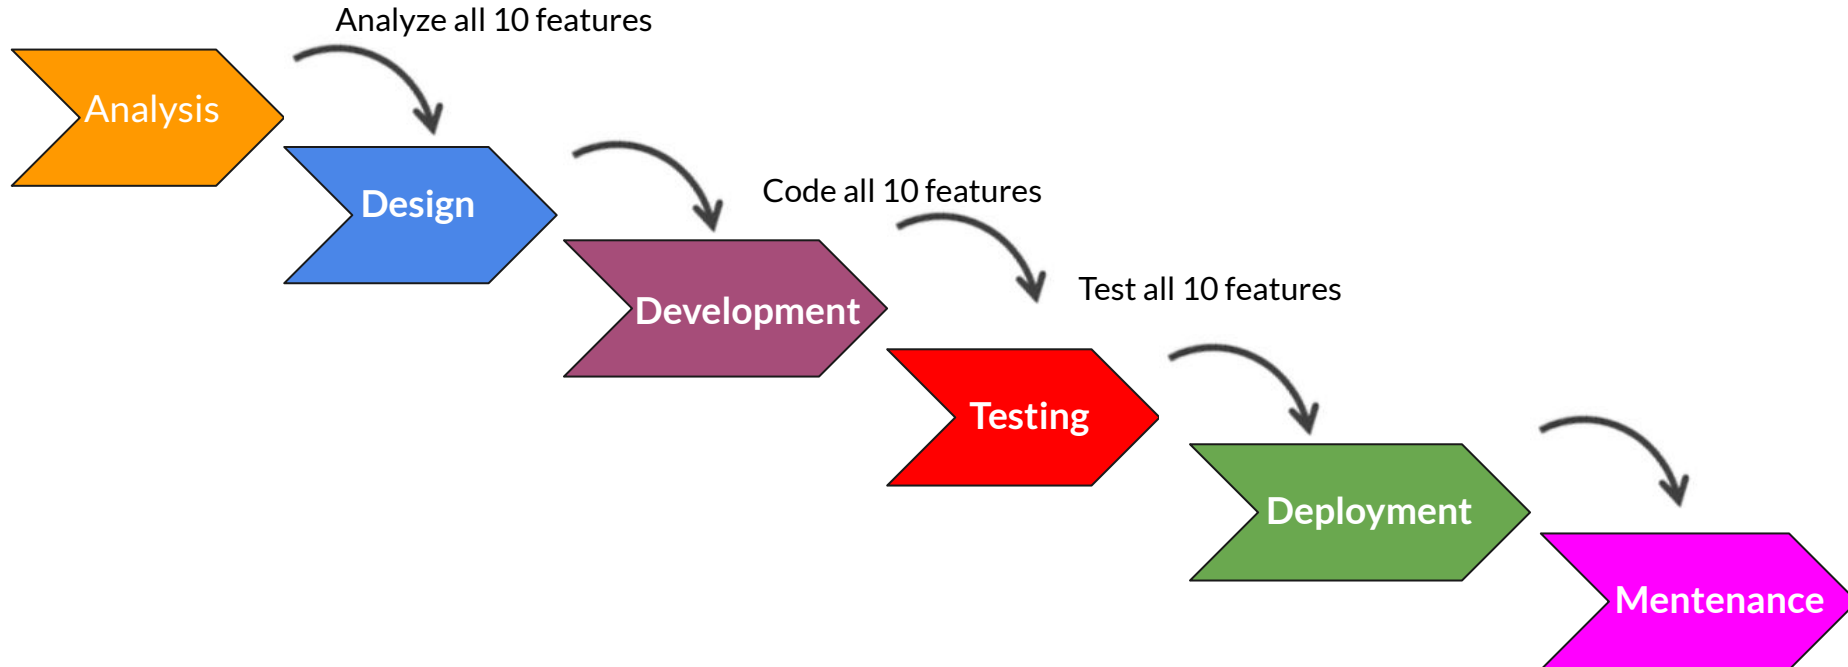 Analyze all 10 features
Analysis
Design
Code all 10 features
Development
Test all 10 features
Testing
Deployment
Mentenance